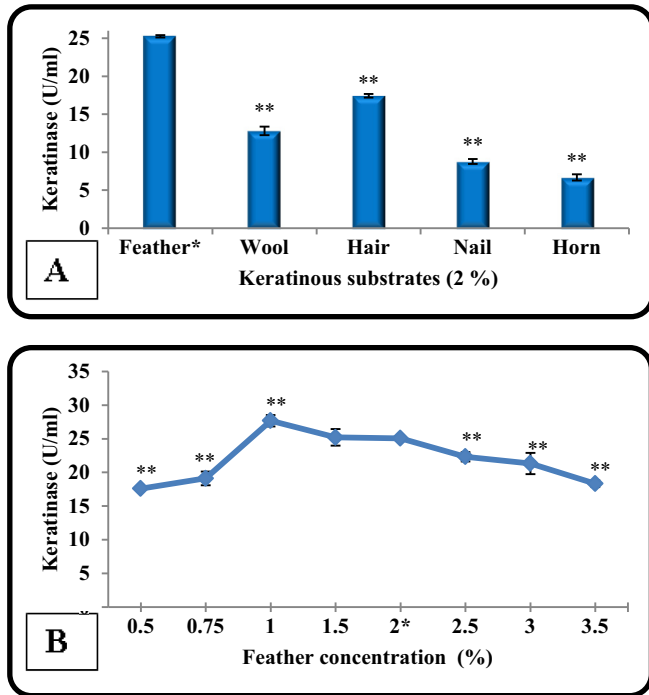 25
20
15
10
5
0
Keratinase (U/ml)
**
**
**
**
Feather* Wool Hair Nail Horn
Keratinous substrates (2 %)
A
35
30
25
20
15
10
5
Keratinase (U/ml)
**
**
**
**
**
**
0.5 0.75 1 1.5 2* 2.5 3 3.5
Feather concentration (%)
B